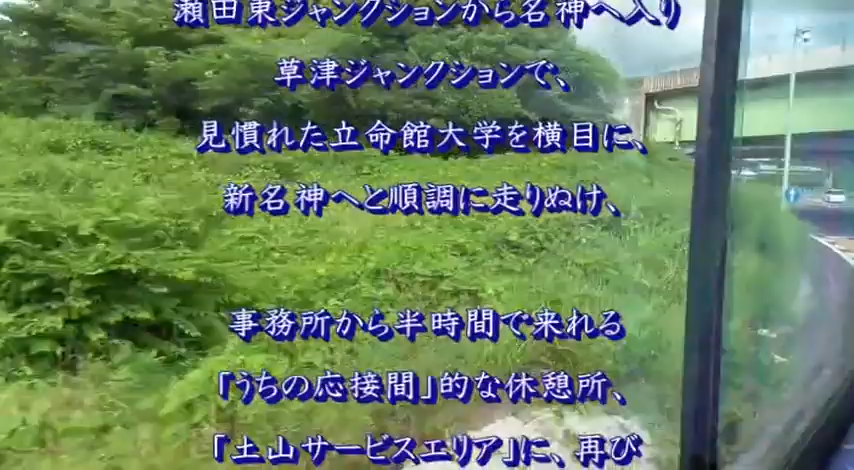 瀬田東ジャンクションから名神へ入り
草津ジャンクションで、
見慣れた立命館大学を横目に、
新名神へと順調に走りぬけ、
事務所から半時間で来れる
「うちの応接間」的な休憩所、
「土山サービスエリア」に、再び